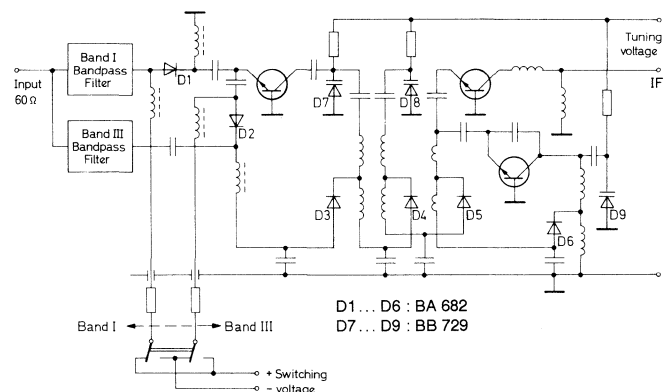 Band I
Bandpass
Filter
Input
60 Ω
Band III
Bandpass
Filter
D1
D2
D7
D8
Tuning
voltage
IF
D3
D4
D5
D6
D9
D1 ... D6 : BA 682
D7 ... D9 : BB 729
Band I
Band III
+ Switching
– voltage